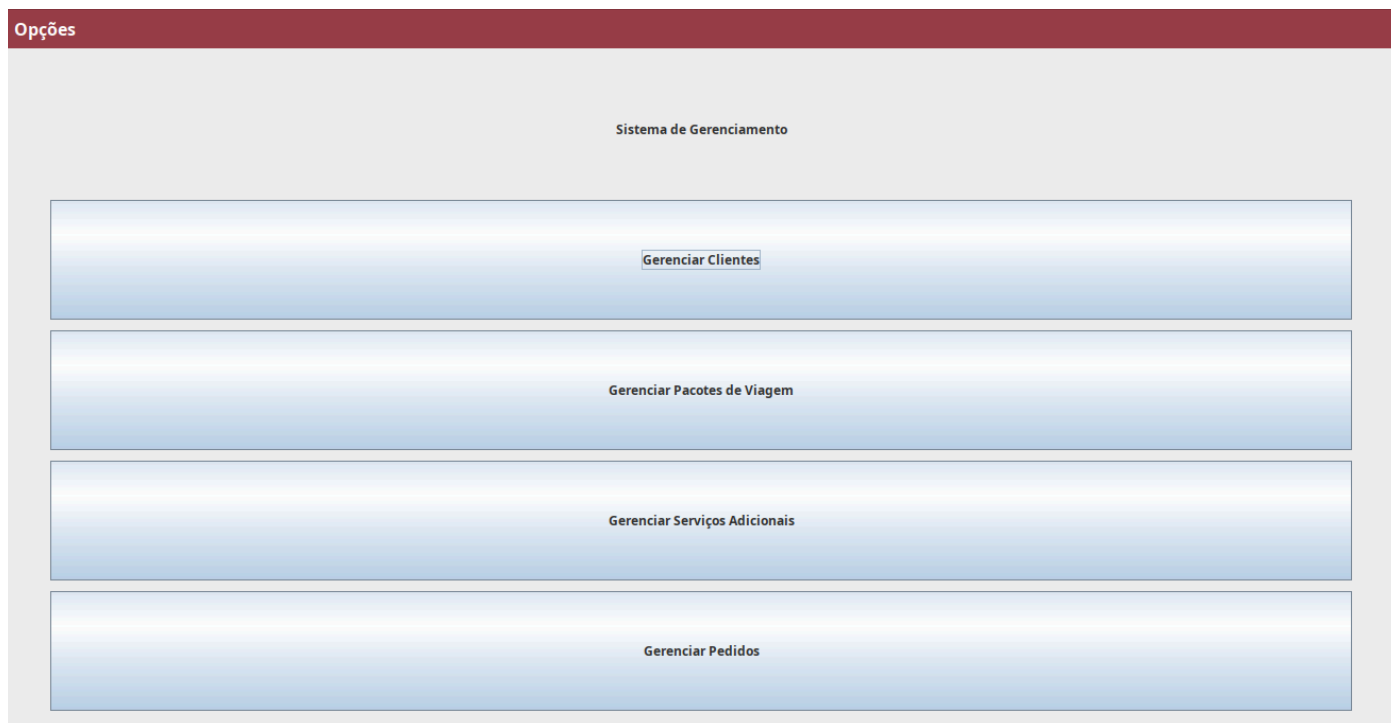 Opções
Sistema de Gerenciamento
Gerenciar Clientes
Gerenciar Pacotes de Viagem
Gerenciar Serviços Adicionais
Gerenciar Pedidos